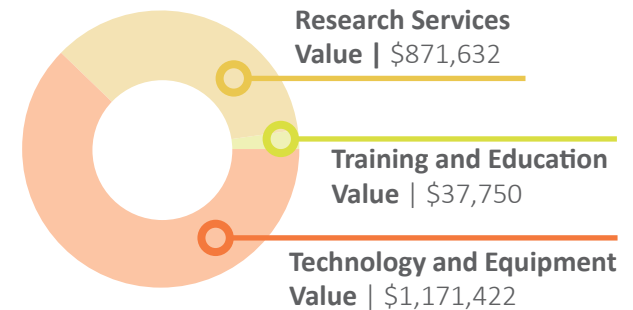 Research Services
Value | $871,632
Training and Education
Value | $37,750
Technology and Equipment
Value | $1,171,422